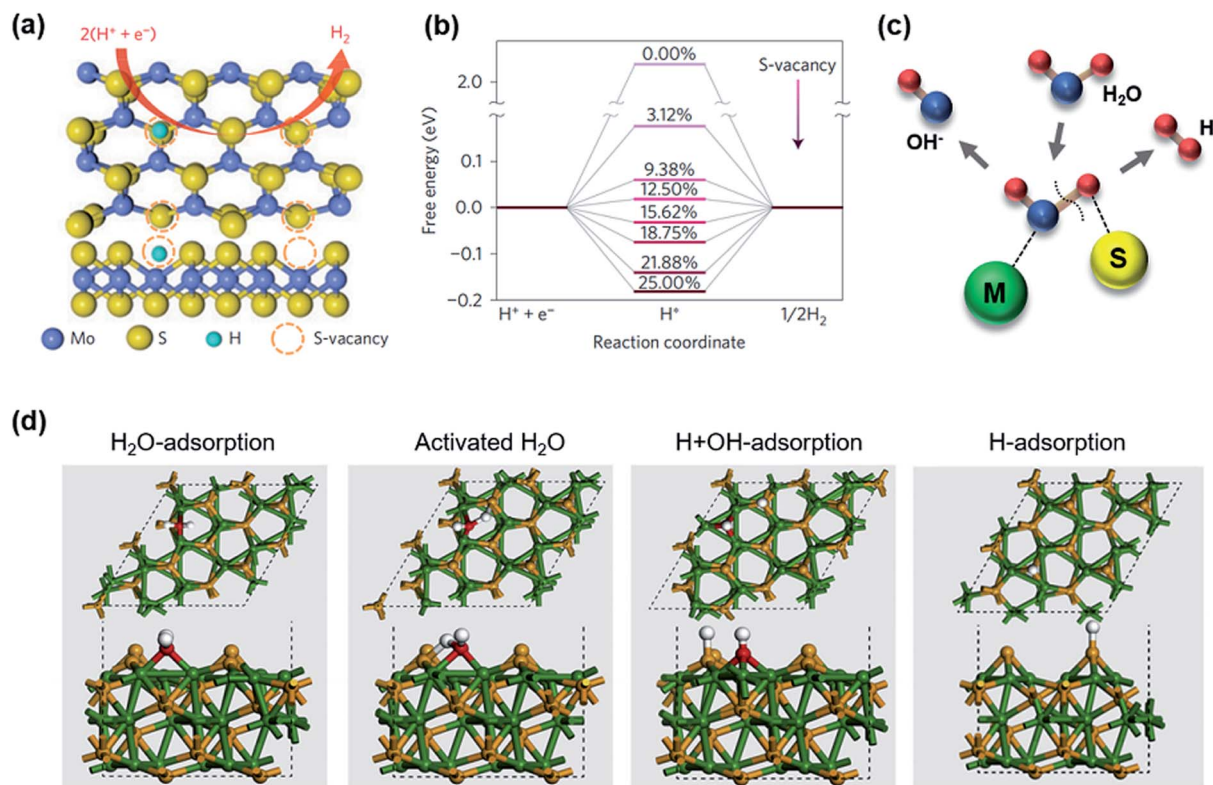 (a)
2(H⁺ + e⁻)
H₂
Mo
S
H
S-vacancy
(b)
Free energy (eV)
2.0
0.1
0.0
−0.1
−0.2
0.00%
3.12%
9.38%
12.50%
15.62%
18.75%
21.88%
25.00%
S-vacancy
H⁺ + e⁻
H*
1/2H₂
Reaction coordinate
(c)
H₂O
OH⁻
H
M
S
(d)
H₂O-adsorption
Activated H₂O
H+OH-adsorption
H-adsorption